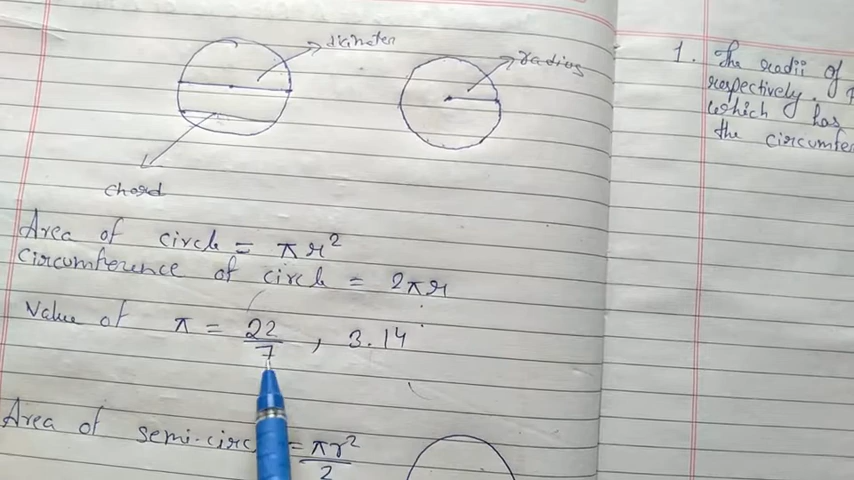 diameter
radius
chord
Area of circle = πr²
circumference of circle = 2πr
Value of π = 22/7 , 3.14
Area of semi-circ = πr²/2
1. The radii of
respectively.
which has
the circumfe